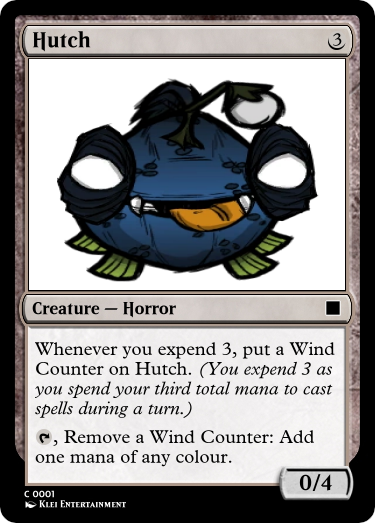 Hutch 3
Creature — Horror
Whenever you expend 3, put a Wind
Counter on Hutch. (You expend 3 as
you spend your third total mana to cast
spells during a turn.)
, Remove a Wind Counter: Add
one mana of any colour.
0/4
C 0001
Klei Entertainment